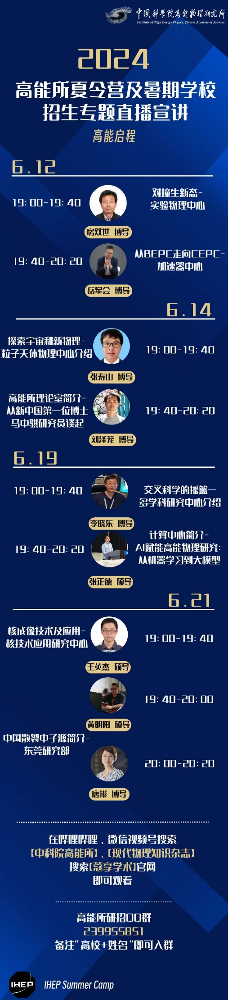 中国科学院高能物理研究所
Institute of High Energy Physics, Chinese Academy of Sciences
2024
高能所夏令营及暑期学校
招生专题直播宣讲
高能启程
6.12
19:00-19:40
对撞生新态-
实验物理中心
房双世 博导
19:40-20:20
从BEPC走向CEPC-
加速器中心
岳军会 博导
6.14
探索宇宙和新物理-
粒子天体物理中心介绍
19:00-19:40
张寿山 博导
高能所理论室简介-
从新中国第一位博士
马中骐研究员谈起
19:40-20:20
刘泽茏 博导
6.19
19:00-19:40
交叉科学的摇篮—
多学科研究中心介绍
李晓东 博导
19:40-20:20
计算中心简介-
AI赋能高能物理研究:
从机器学习到大模型
张正德 硕导
6.21
核成像技术及应用-
核技术应用研究中心
19:00-19:40
王英杰 硕导
19:40-20:00
黄明阳 硕导
中国散裂中子源简介-
东莞研究部
20:00-20:20
唐彬 博导
在哔哩哔哩、微信视频号搜索
【中科院高能所】、【现代物理知识杂志】
搜索【蔻享学术】官网
即可观看
高能所研招QQ群
239955851
备注"高校+姓名"即可入群
IHEP
IHEP Summer Camp